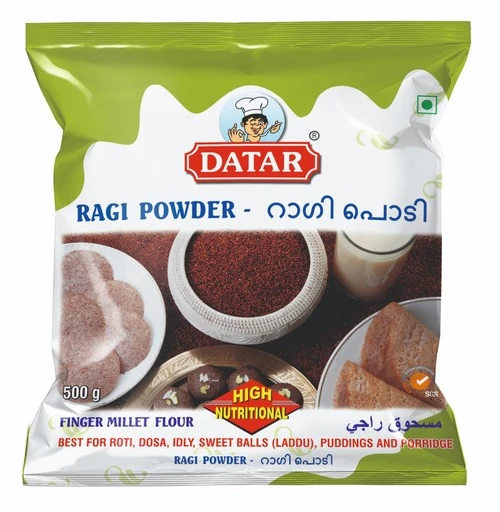 DATAR ®
RAGI POWDER - റാഗി പൊടി
500 g
HIGH
NUTRITIONAL
SGS
FINGER MILLET FLOUR مسحوق راجي
BEST FOR ROTI, DOSA, IDLY, SWEET BALLS (LADDU), PUDDINGS AND PORRIDGE
RAGI POWDER - റാഗി പൊടി